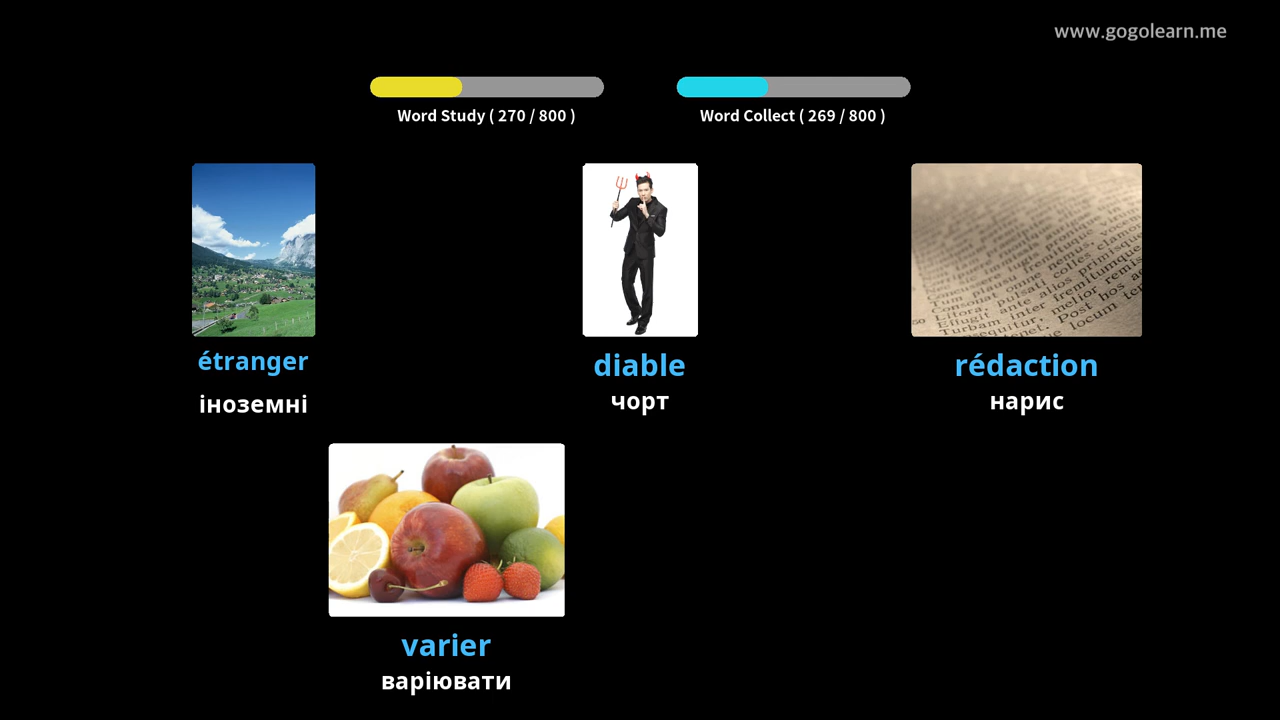 www.gogolearn.me
Word Study ( 270 / 800 )
Word Collect ( 269 / 800 )
étranger
іноземні
diable
чорт
rédaction
нарис
varier
варіювати